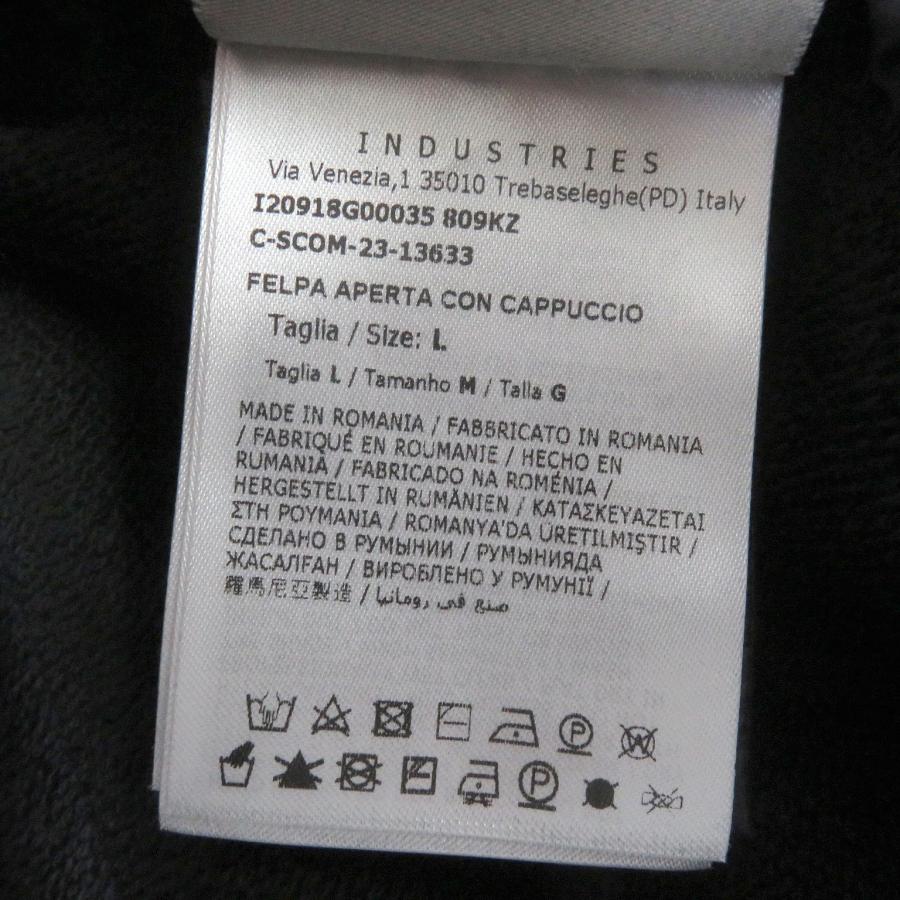 INDUSTRIES
Via Venezia,1 35010 Trebaseleghe(PD) Italy
I20918G00035 809KZ
C-SCOM-23-13633
FELPA APERTA CON CAPPUCCIO
Taglia / Size: L
Taglia L / Tamanho M / Talla G
MADE IN ROMANIA / FABBRICATO IN ROMANIA
/ FABRIQUÉ EN ROUMANIE / HECHO EN
RUMANIA / FABRICADO NA ROMÉNIA /
HERGESTELLT IN RUMÄNIEN / ΚΑΤΑΣΚΕΥΑΖΕΤΑΙ
ΣΤΗ ΡΟΥΜΑΝΙΑ / ROMANYA'DA ÜRETILMIŞTIR /
СДЕЛАНО В РУМЫНИИ / РУМЫНИЯДА
ЖАСАЛҒАН / ВИРОБЛЕНО У РУМУНІЇ /
羅馬尼亞製造 / صنع في رومانيا
P W
P